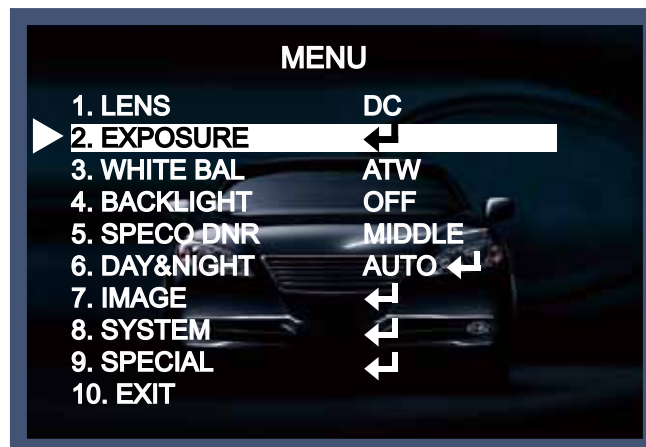 MENU
1. LENS DC
2. EXPOSURE ↵
3. WHITE BAL ATW
4. BACKLIGHT OFF
5. SPECO DNR MIDDLE
6. DAY&NIGHT AUTO ↵
7. IMAGE ↵
8. SYSTEM ↵
9. SPECIAL ↵
10. EXIT